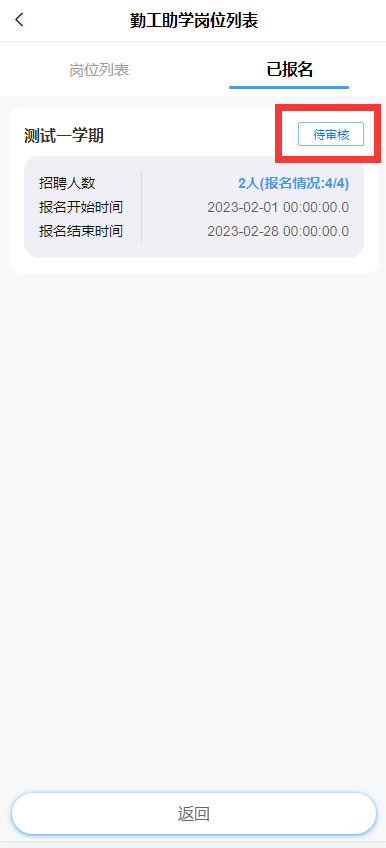 勤工助学岗位列表
岗位列表 已报名
测试一学期 待审核
招聘人数 2人(报名情况:4/4)
报名开始时间 2023-02-01 00:00:00.0
报名结束时间 2023-02-28 00:00:00.0
返回